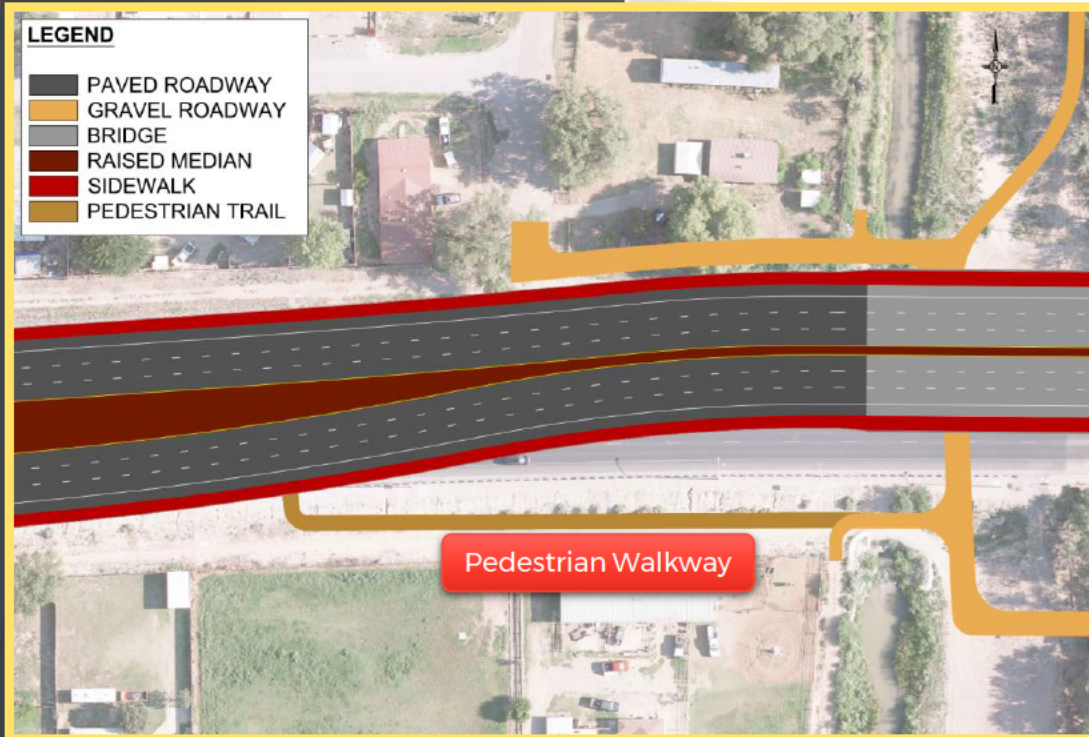 LEGEND
PAVED ROADWAY
GRAVEL ROADWAY
BRIDGE
RAISED MEDIAN
SIDEWALK
PEDESTRIAN TRAIL
Pedestrian Walkway